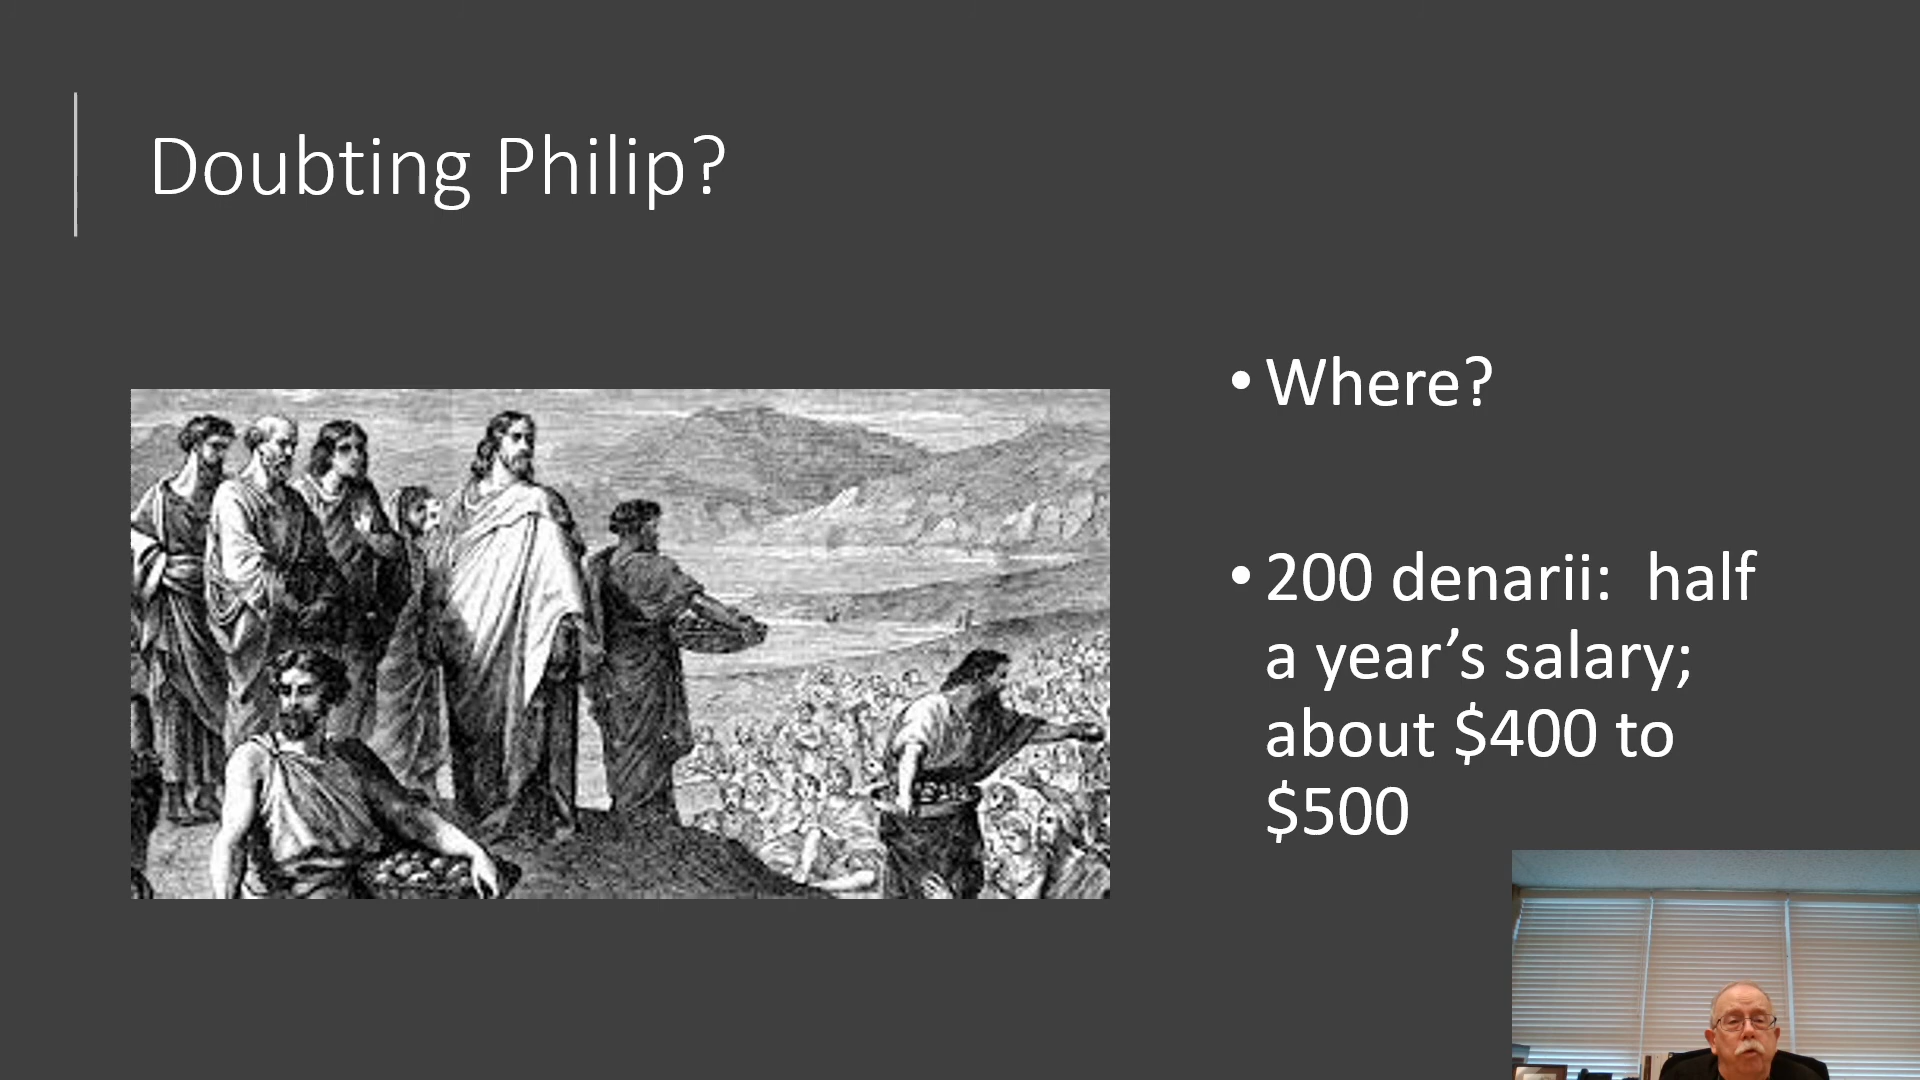 Doubting Philip?
• Where?
• 200 denarii:  half
a year’s salary;
about $400 to
$500